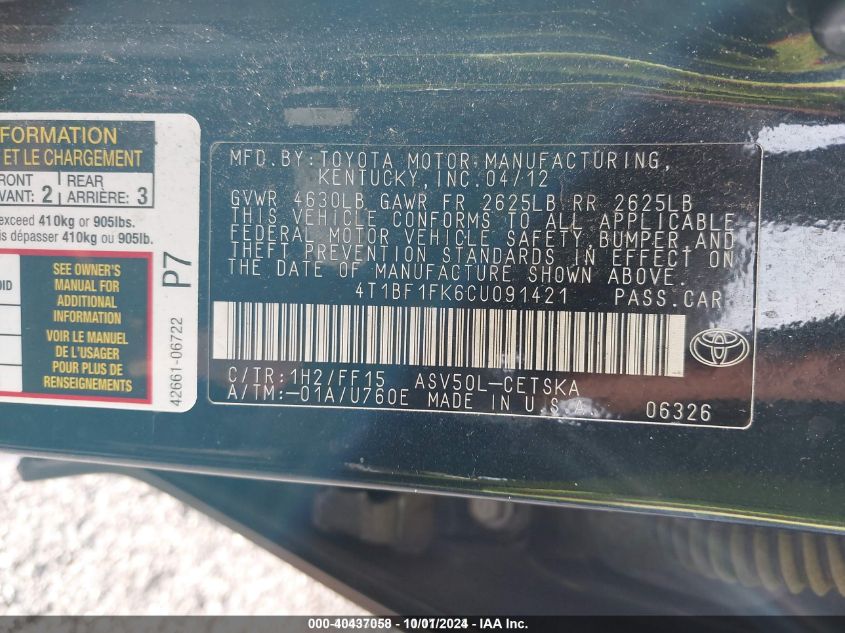 FORMATION
ET LE CHARGEMENT
FRONT
VANT: 2
REAR
ARRIÈRE: 3
exceed 410kg or 905lbs.
is dépasser 410kg ou 905lb.
OID
SEE OWNER'S
MANUAL FOR
ADDITIONAL
INFORMATION
VOIR LE MANUEL
DE L'USAGER
POUR PLUS DE
RENSEIGNEMENTS
P7
42661-06722
MFD.BY:TOYOTA MOTOR MANUFACTURING,
KENTUCKY, INC.04/12
GVWR 4630LB GAWR FR 2625LB RR 2625LB
THIS VEHICLE CONFORMS TO ALL APPLICABLE
FEDERAL MOTOR VEHICLE SAFETY, BUMPER, AND
THEFT PREVENTION STANDARDS IN EFFECT ON
THE DATE OF MANUFACTURE SHOWN ABOVE.
4T1BF1FK6CU091421 PASS.CAR
C/TR:1H2/FF15 ASV50L-CETSKA
A/TM:-01A/U760E MADE IN U.S.A.
06326
TOYOTA
000-40437058 - 10/01/2024 - IAA Inc.